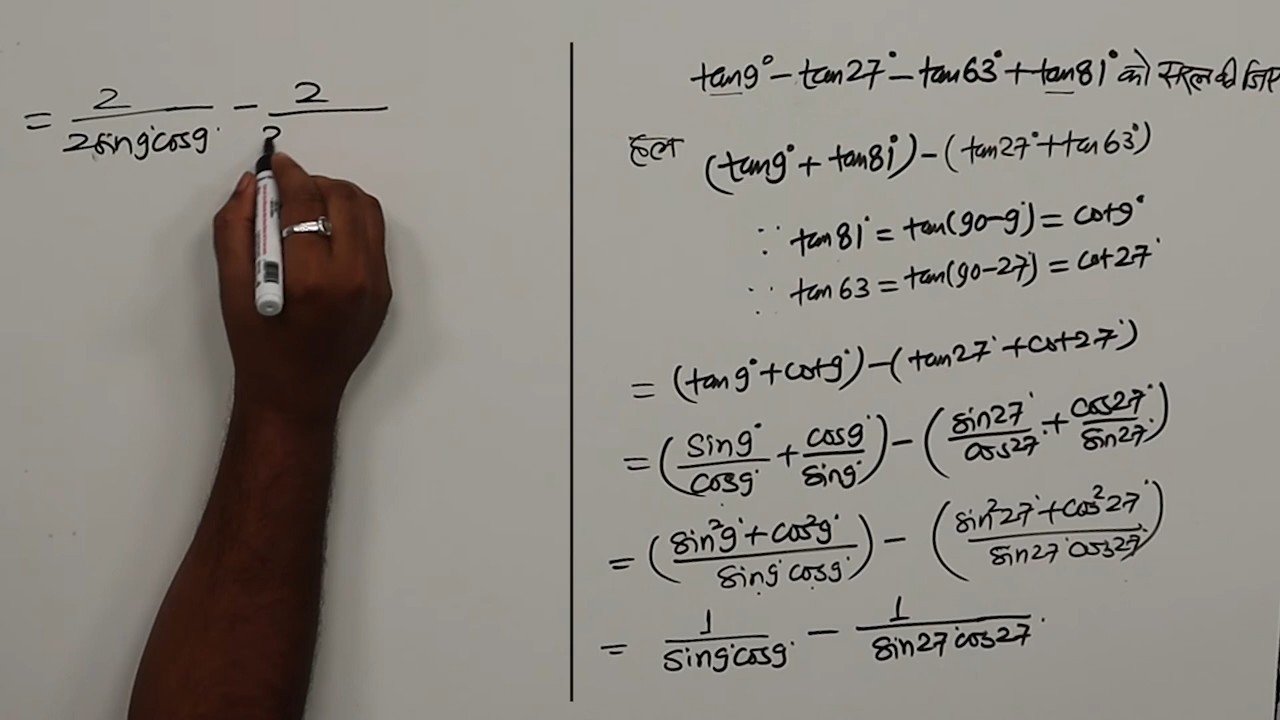 tan9° − tan27° − tan63° + tan81° को सरल कीजिए
हल (tan9° + tan81°) − (tan27° + tan63°)
∵ tan81° = tan(90−9°) = cot9°
∵ tan63 = tan(90−27°) = cot27°
= (tan9° + cot9°) − (tan27° + cot27°)
= (sin9°/cos9° + cos9°/sin9°) − (sin27°/cos27° + cos27°/sin27°)
= (sin²9° + cos²9°/sin9° cos9°) − (sin²27° + cos²27°/sin27° cos27°)
= 1/sin9° cos9° − 1/sin27° cos27°
= 2/2sin9° cos9° − 2/2